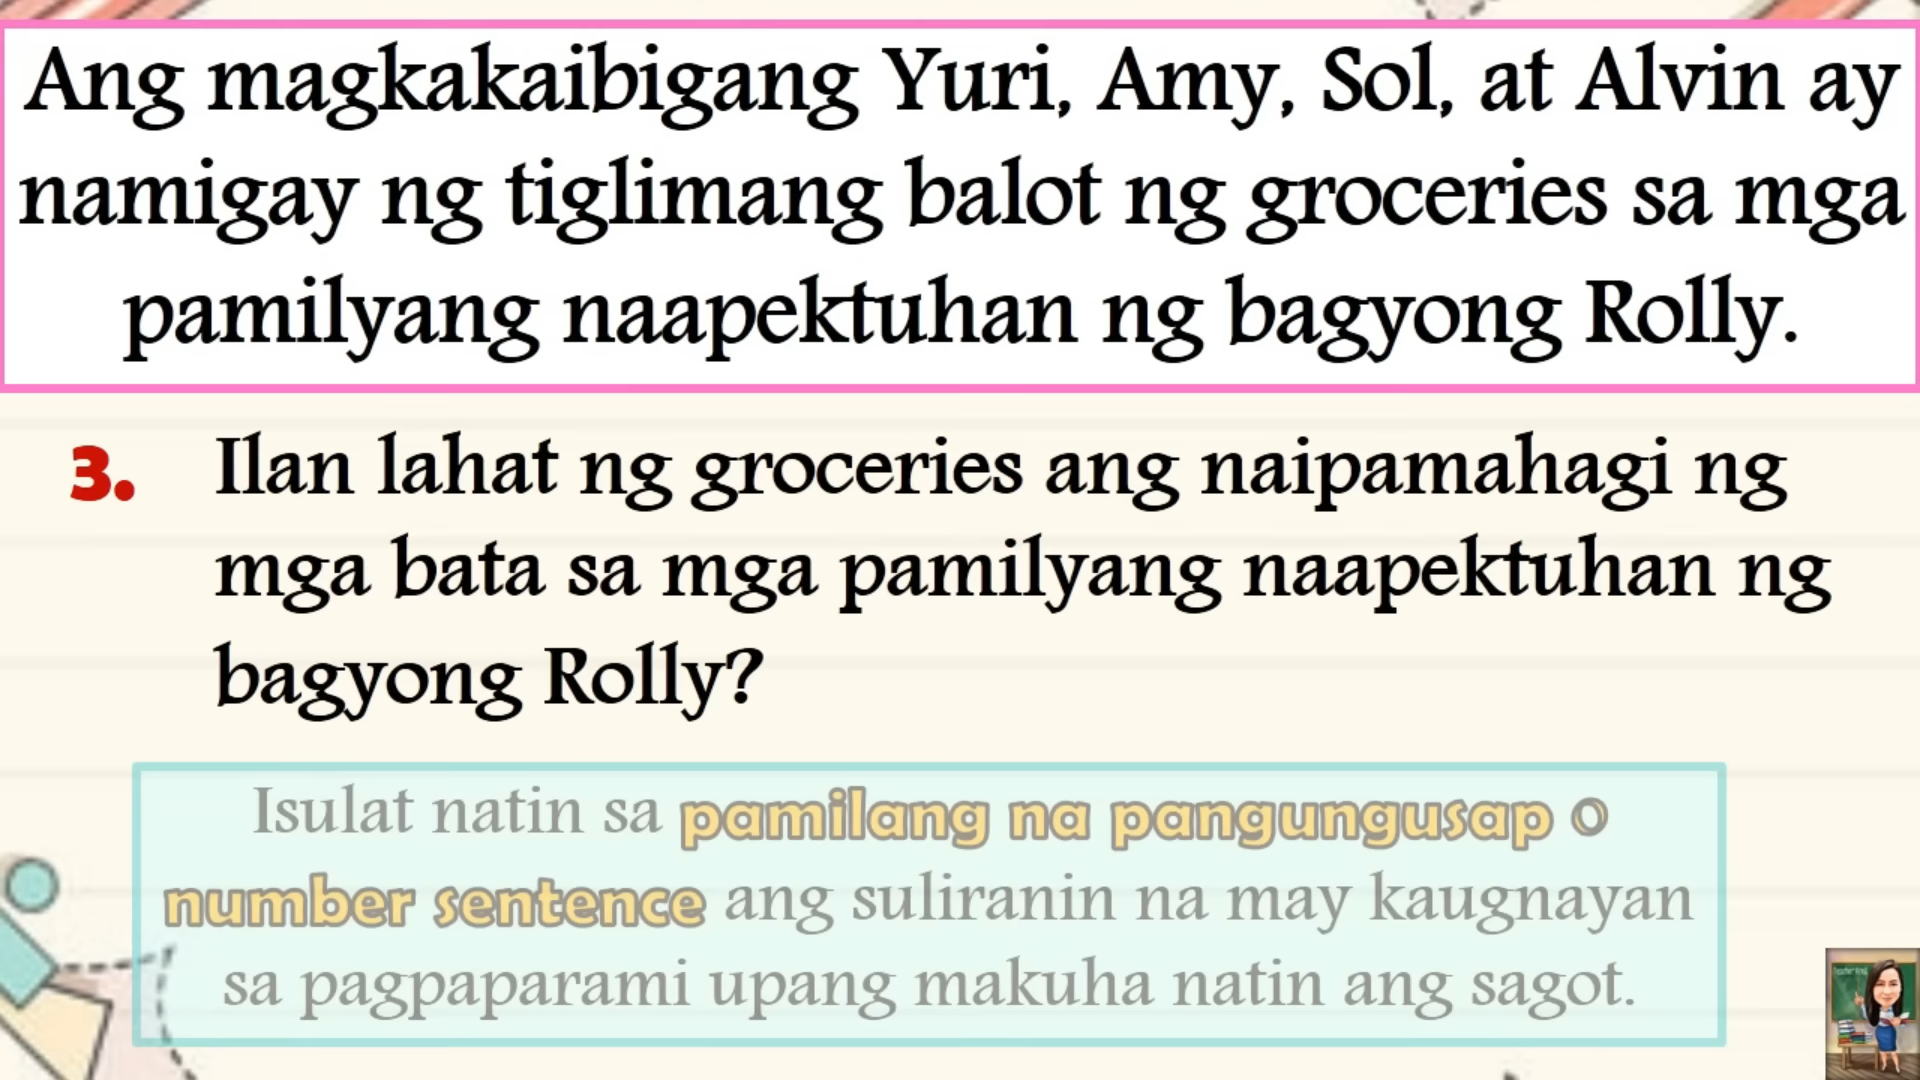 Ang magkakaibigang Yuri, Amy, Sol, at Alvin ay
namigay ng tiglimang balot ng groceries sa mga
pamilyang naapektuhan ng bagyong Rolly.
3. Ilan lahat ng groceries ang naipamahagi ng
mga bata sa mga pamilyang naapektuhan ng
bagyong Rolly?
Isulat natin sa pamilang na pangungusap o
number sentence ang suliranin na may kaugnayan
sa pagpaparami upang makuha natin ang sagot.